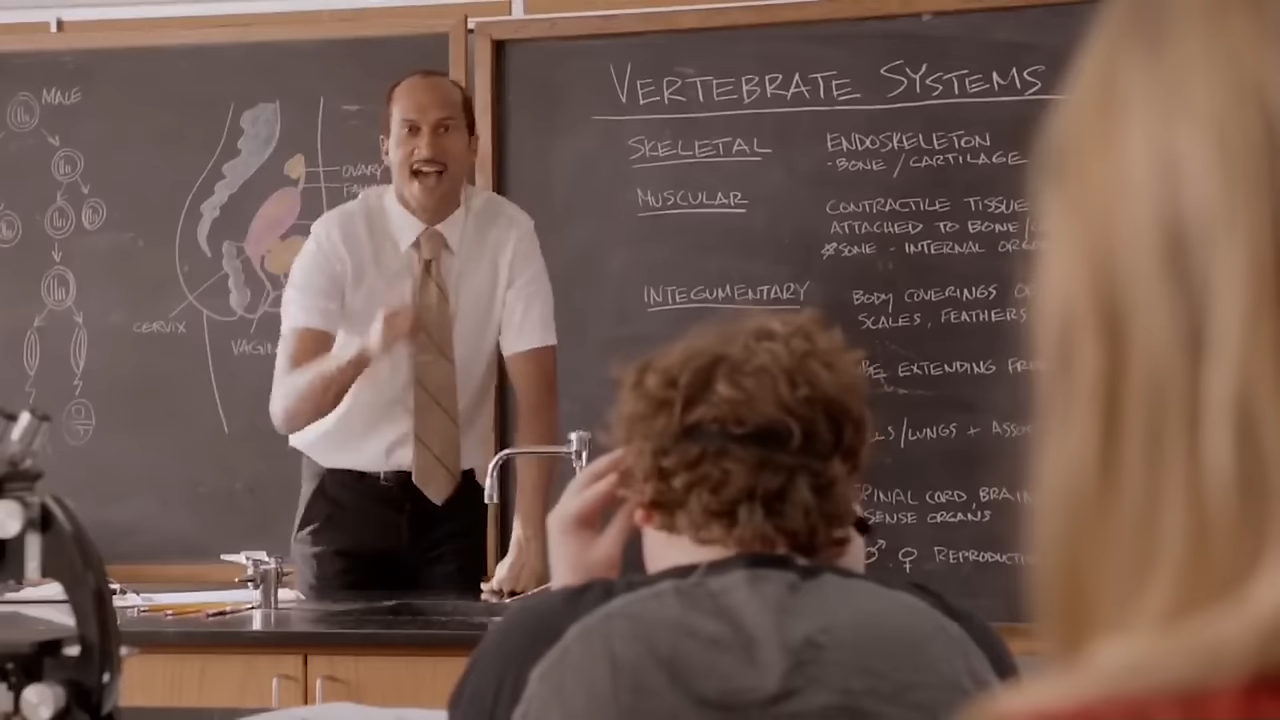 MALE
OVARY
CERVIX
VERTEBRATE SYSTEMS
SKELETAL
ENDOSKELETON
-BONE/CARTILAGE
MUSCULAR
CONTRACTILE TISSUE
ATTACHED TO BONE/
- INTERNAL
INTEGUMENTARY
BODY COVERINGS
SCALES, FEATHERS
EXTENDING
/LUNGS +
SPINAL CORD, BRAIN
SENSE ORGANS
♂ ♀